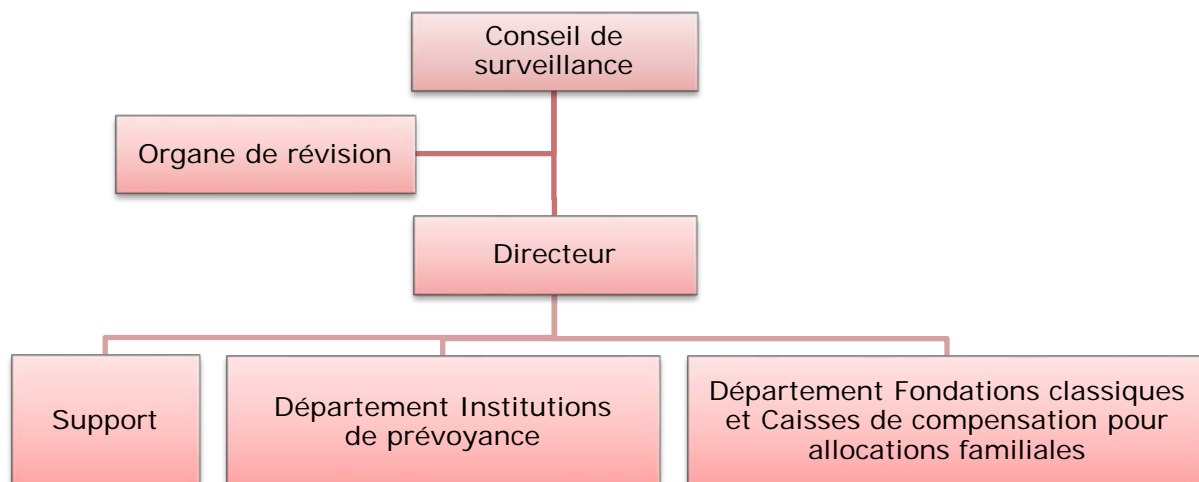 Conseil de
surveillance
Organe de révision
Directeur
Support
Département Institutions
de prévoyance
Département Fondations classiques
et Caisses de compensation pour
allocations familiales